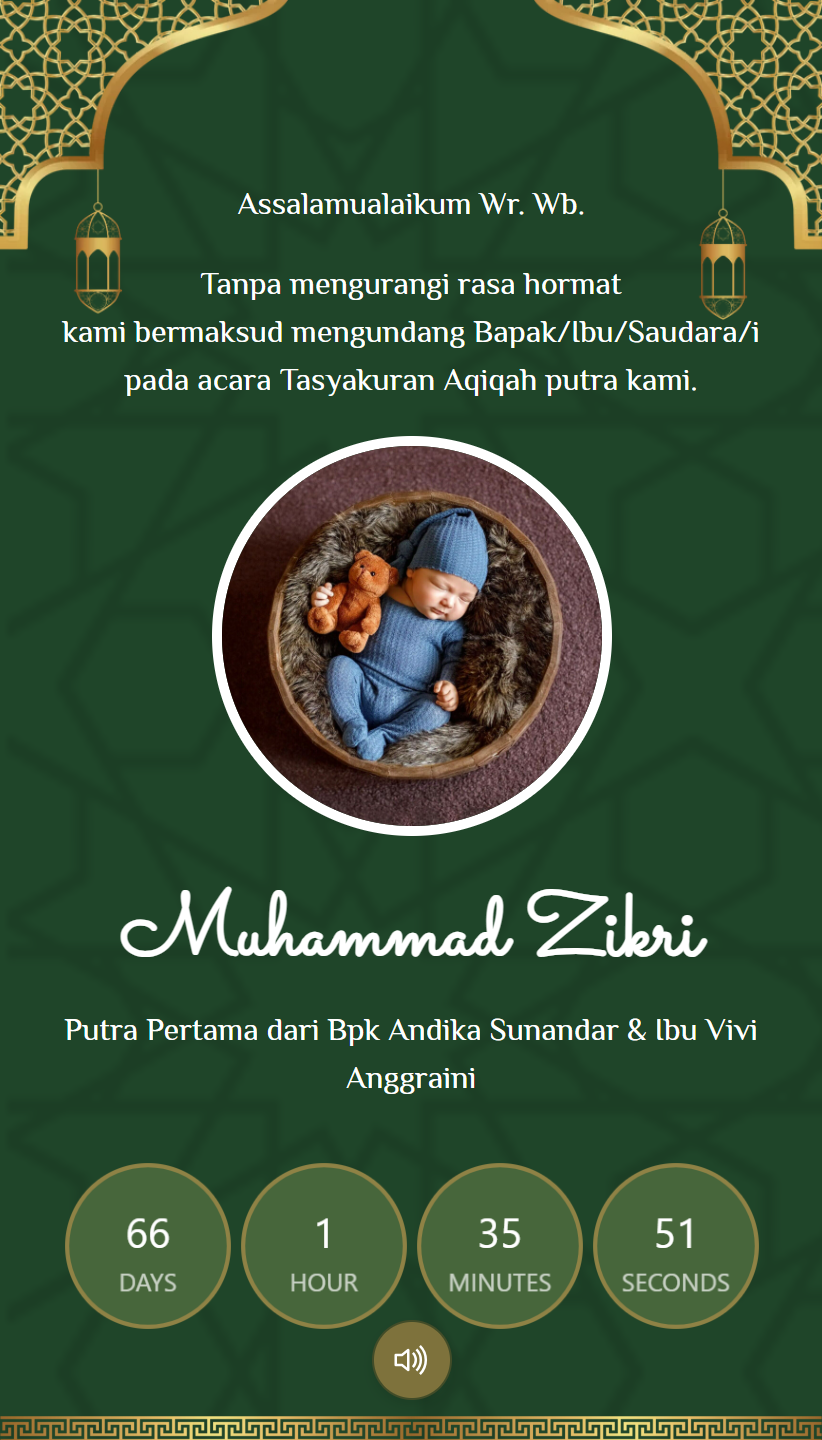 Assalamualaikum Wr. Wb.
Tanpa mengurangi rasa hormat
kami bermaksud mengundang Bapak/Ibu/Saudara/i
pada acara Tasyakuran Aqiqah putra kami.
Muhammad Zikri
Putra Pertama dari Bpk Andika Sunandar & Ibu Vivi
Anggraini
66 1 35 51
DAYS HOUR MINUTES SECONDS